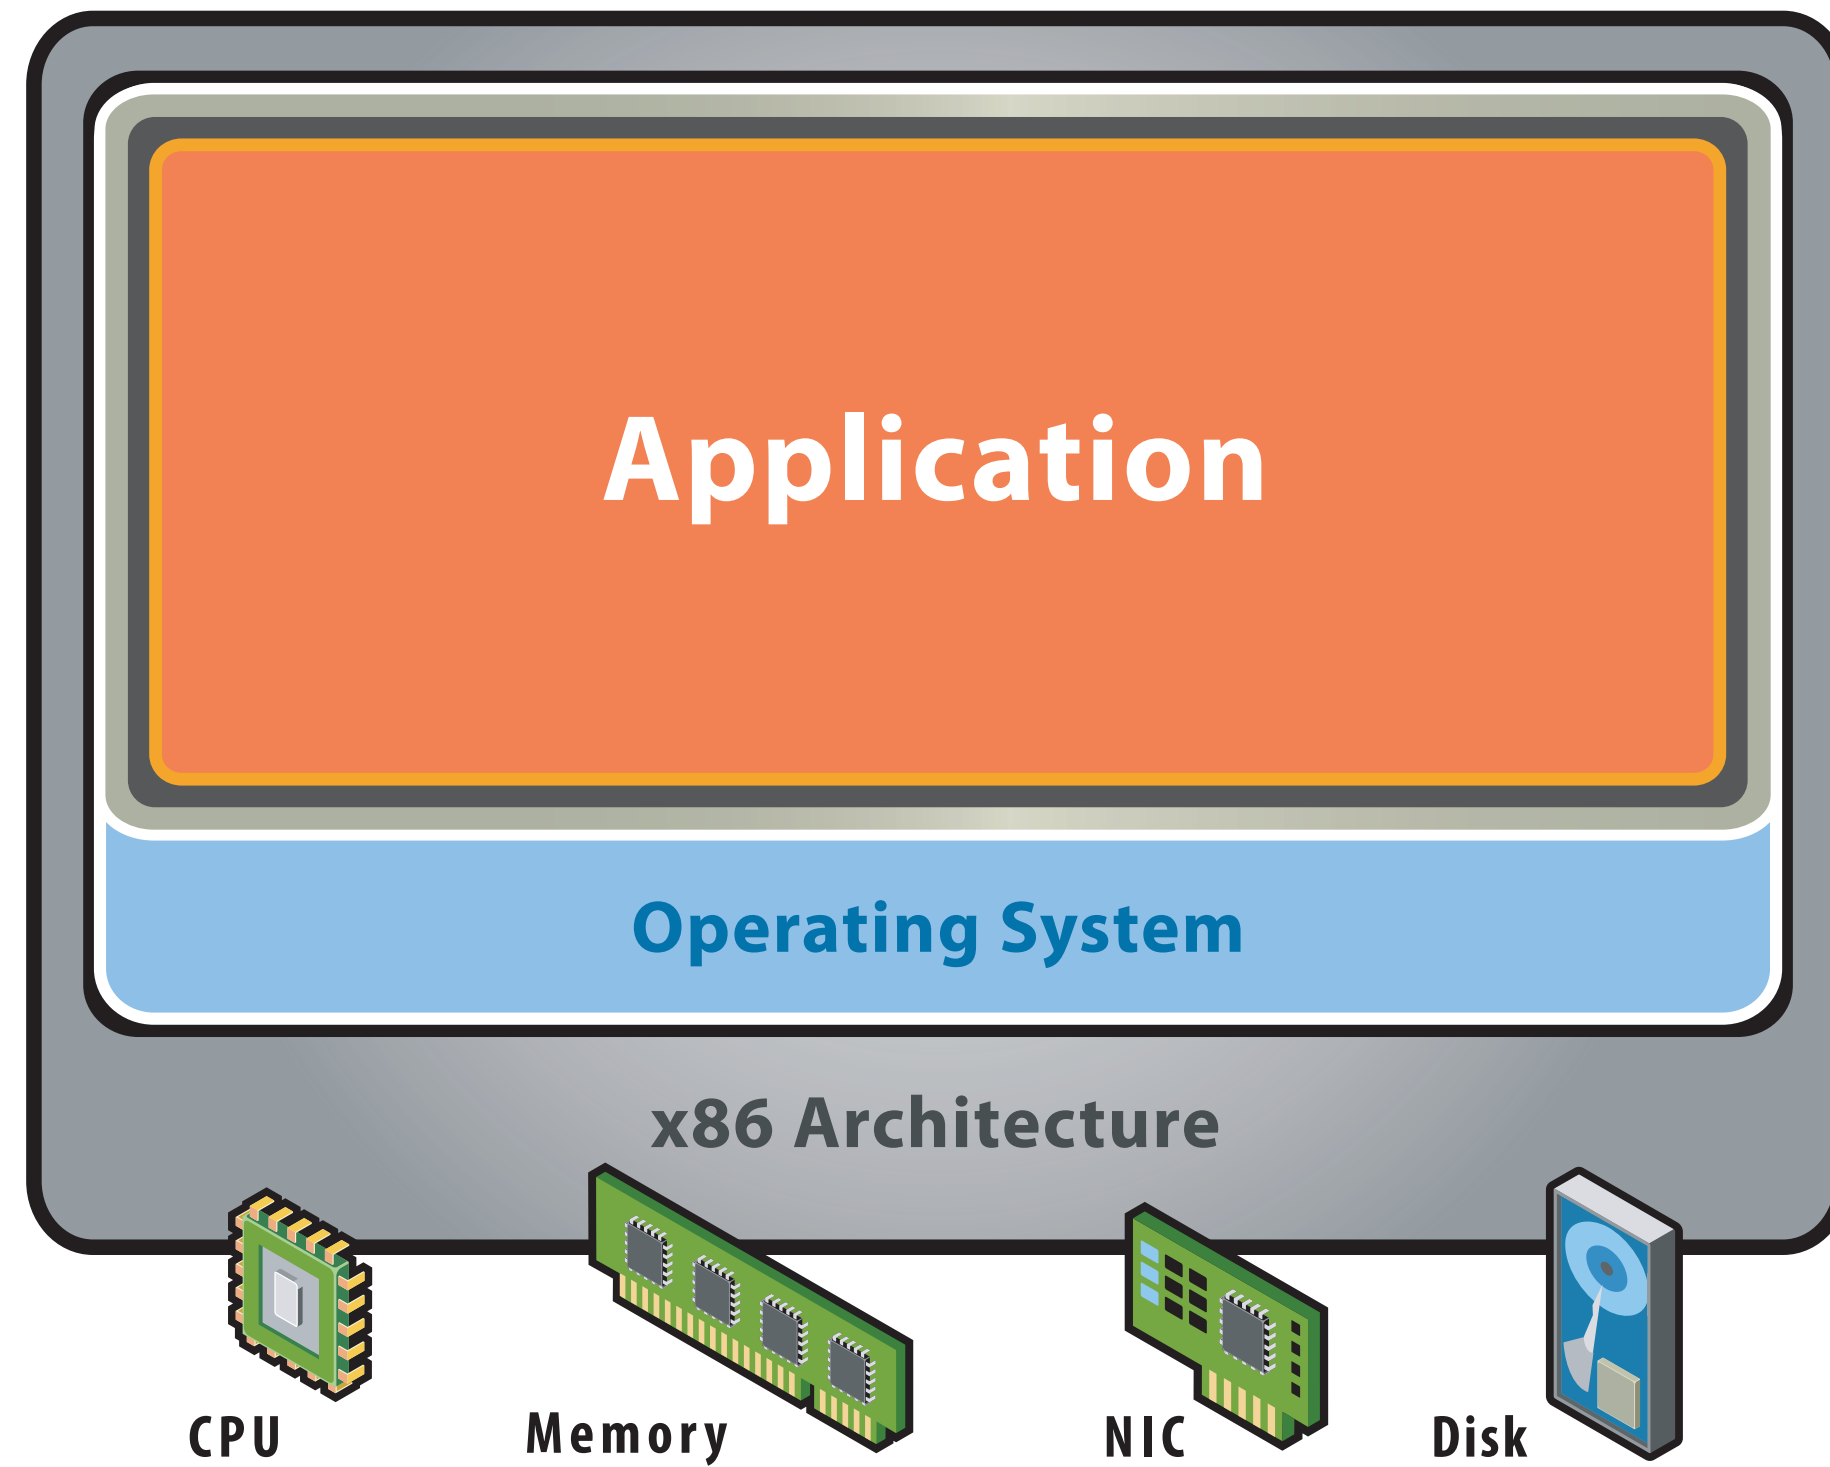 Application
Operating System
x86 Architecture
CPU
Memory
NIC
Disk